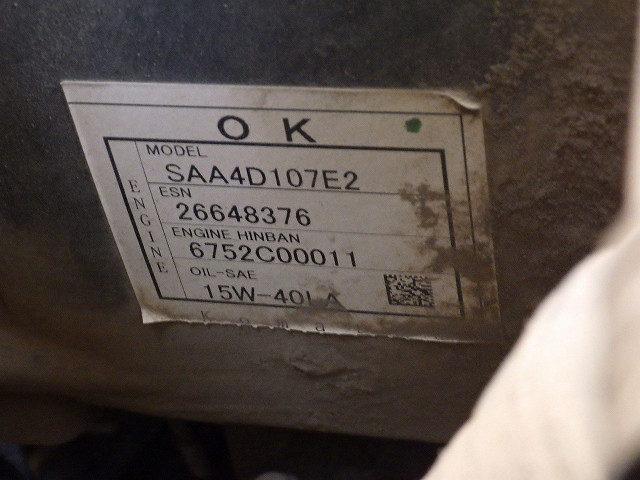 OK
MODEL
SAA4D107E2
ESN
26648376
ENGINE HINBAN
6752C00011
OIL-SAE
15W-40LA
ENGINE